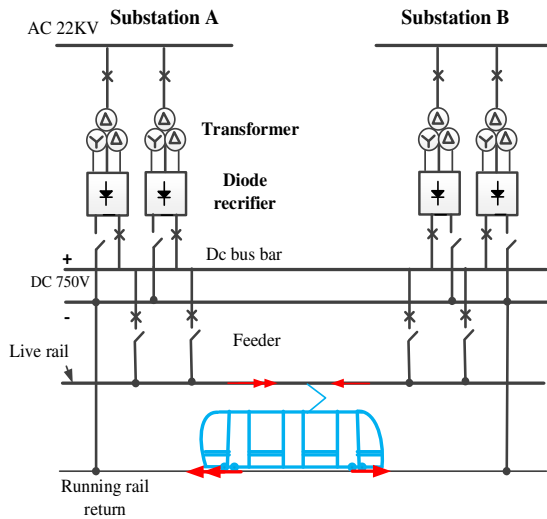 Substation A
Substation B
AC 22KV
Transformer
Diode
recrifier
+
Dc bus bar
DC 750V
-
Feeder
Live rail
Running rail
return